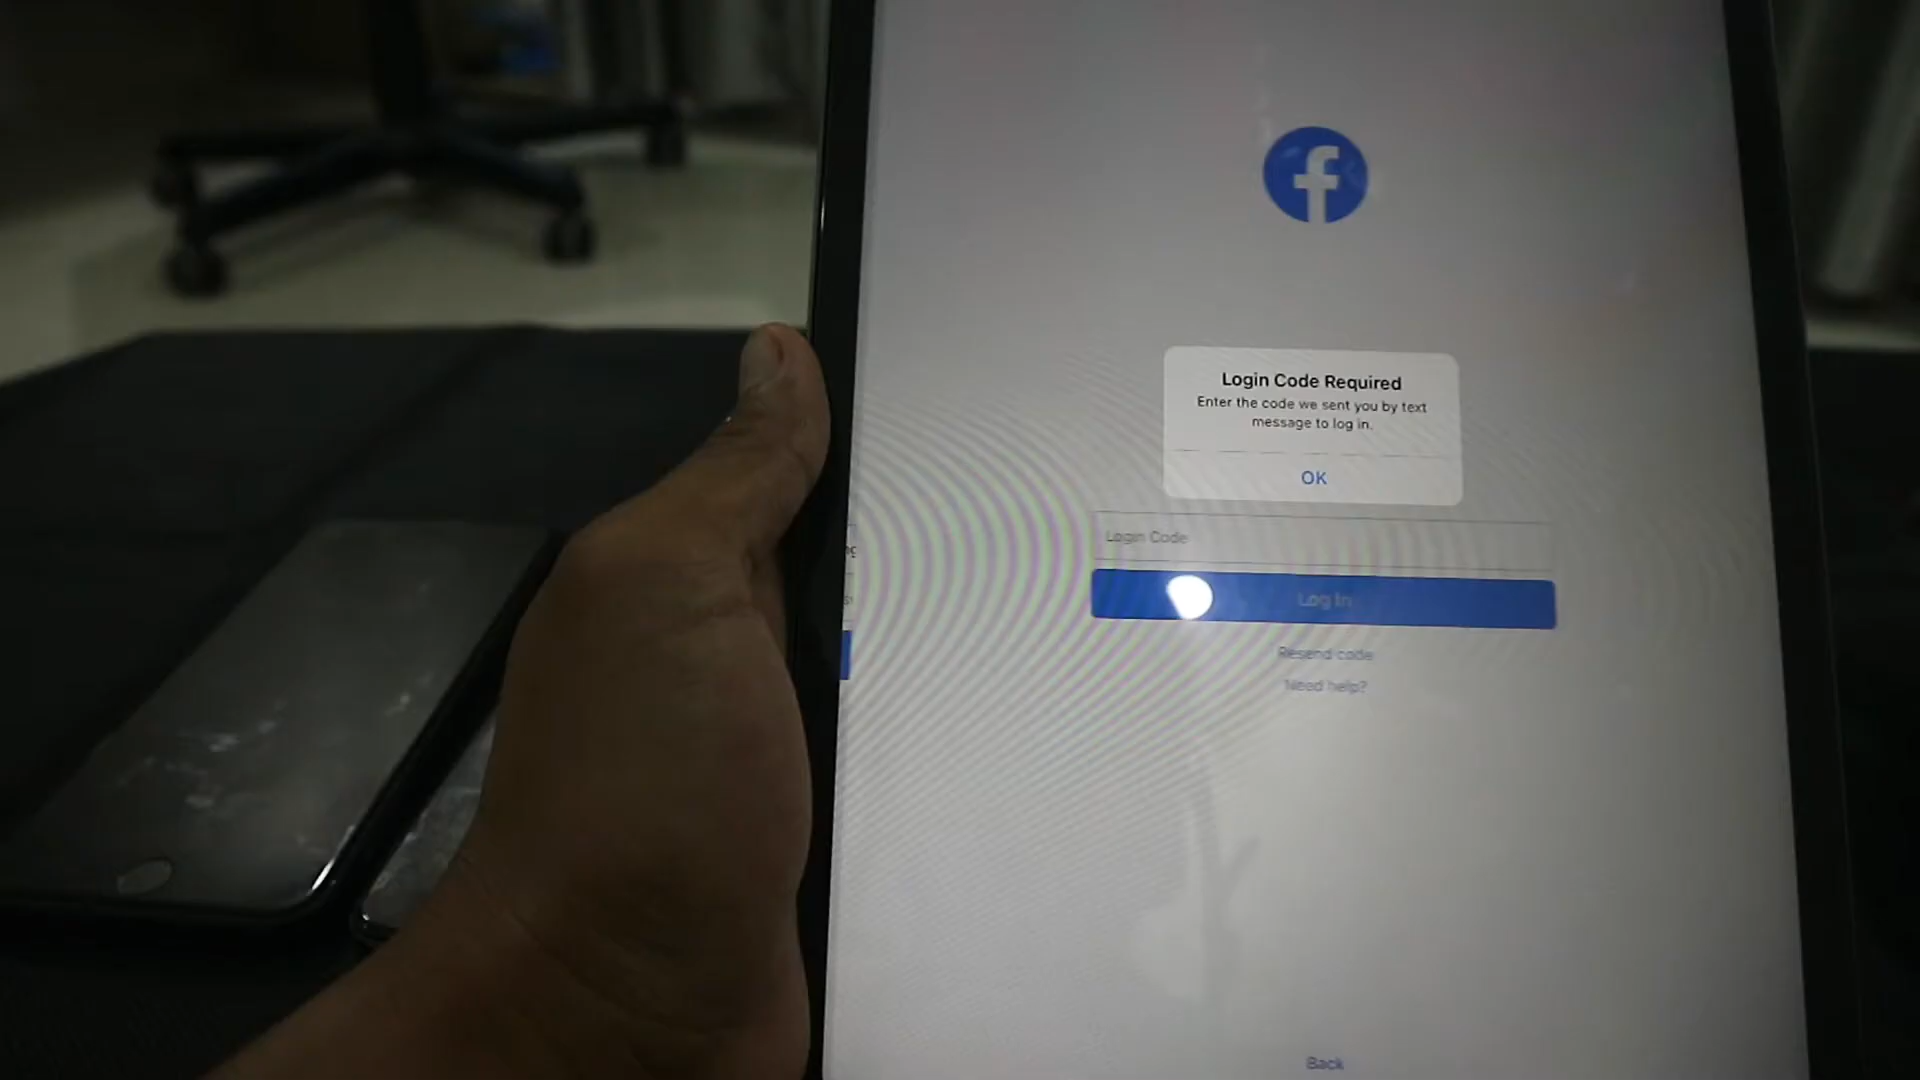 Login Code Required
Enter the code we sent you by text
message to log in.
OK
Login Code
Log In
Resend code
Need help?
Back